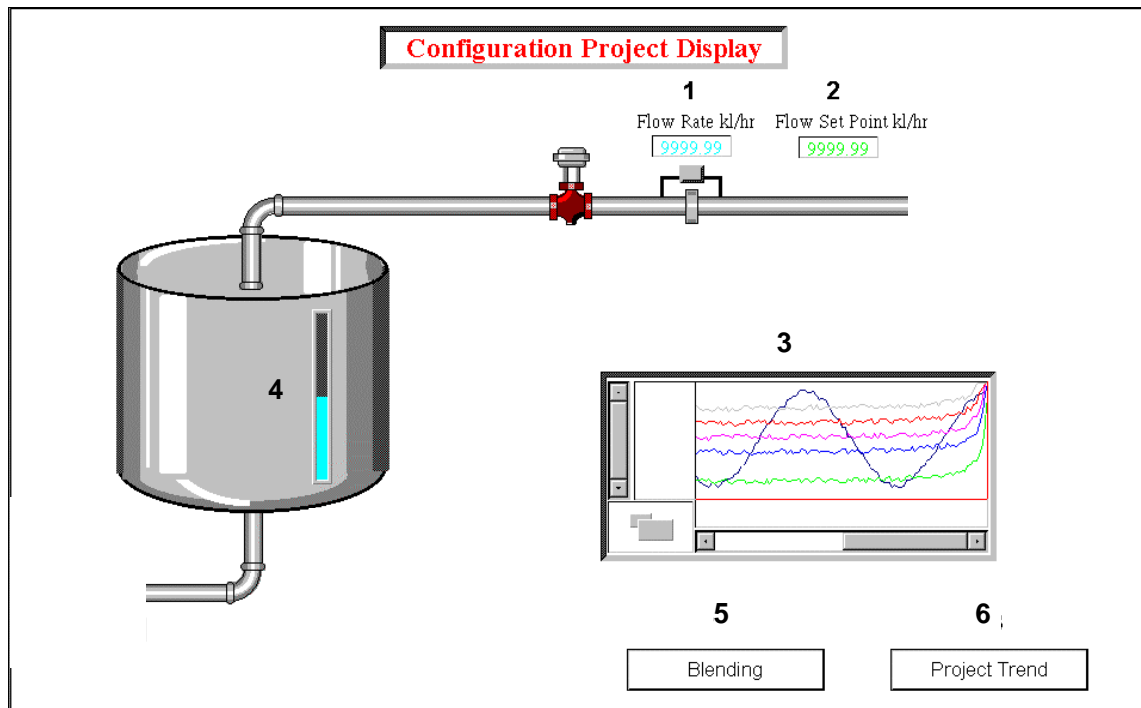 Configuration Project Display
1
2
Flow Rate kl/hr
Flow Set Point kl/hr
9999.99
9999.99
3
4
5
6
Blending
Project Trend